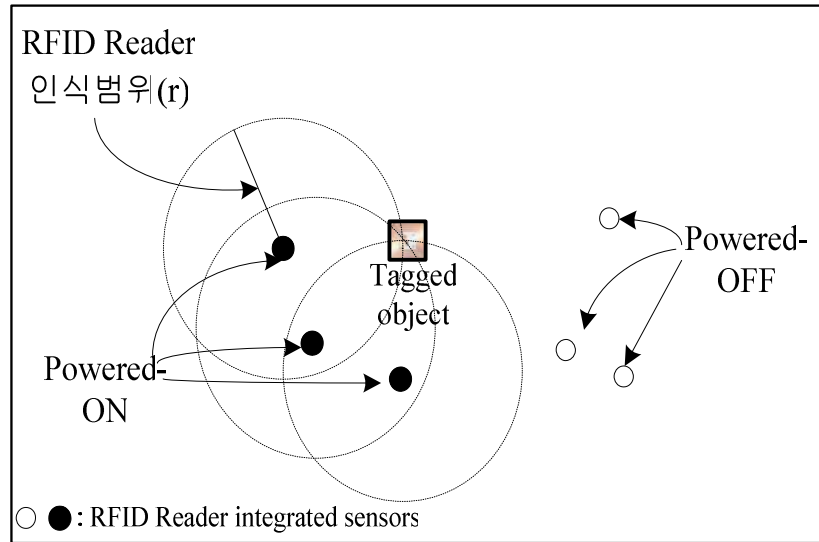 RFID Reader
인식범위(r)
Tagged
object
Powered-
OFF
Powered-
ON
: RFID Reader integrated sensors